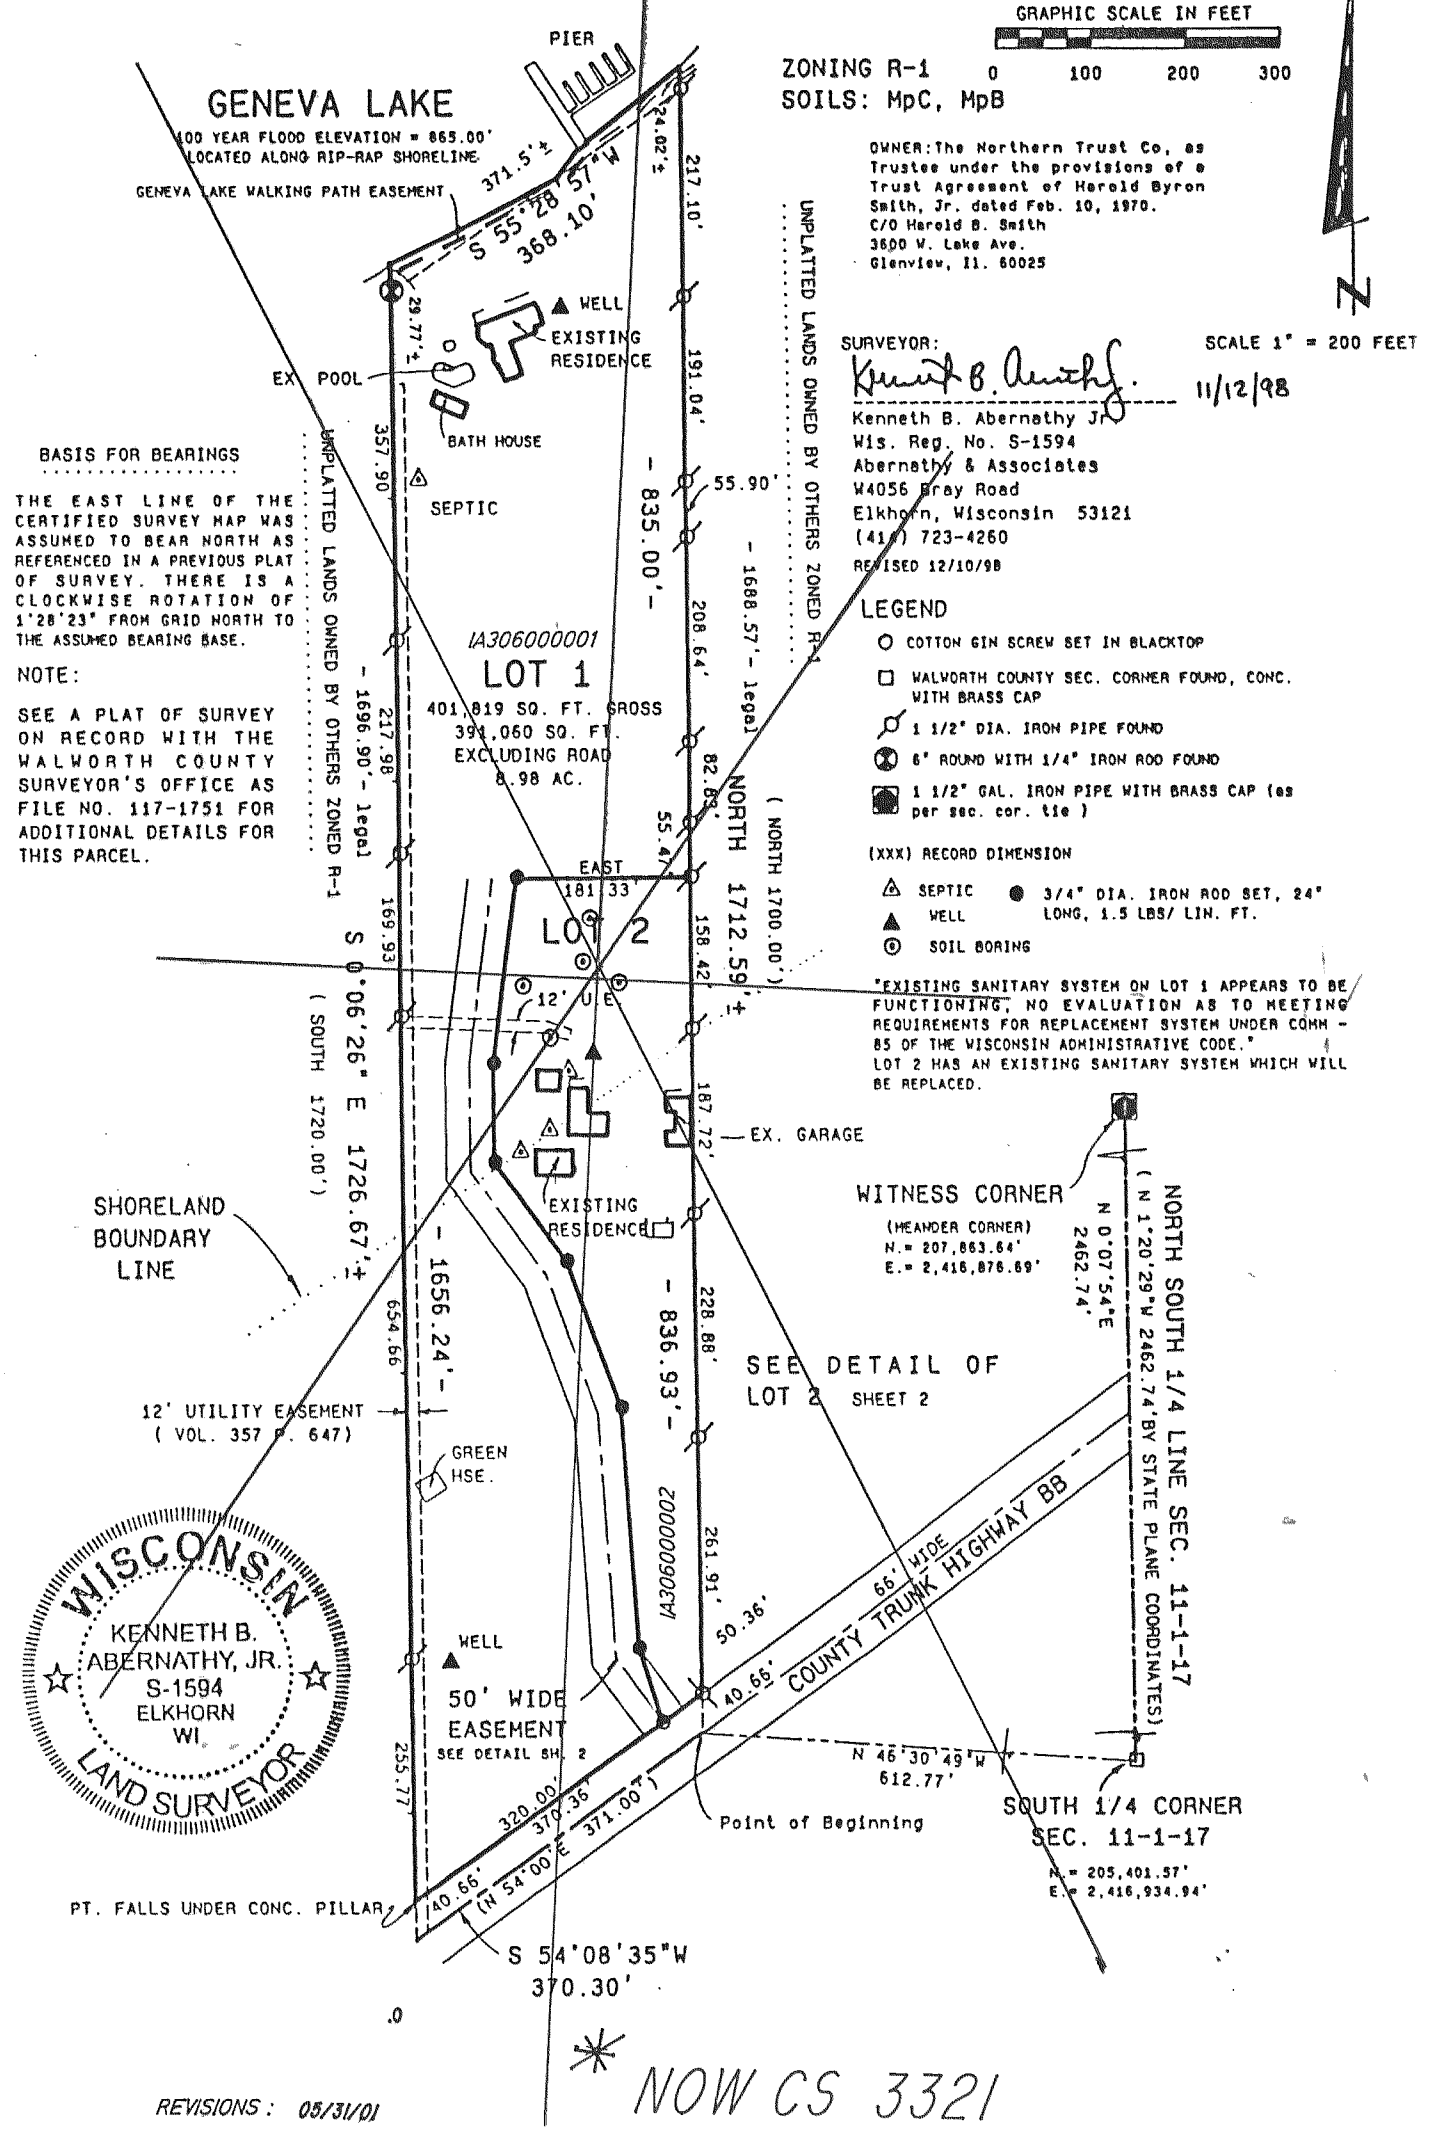 GRAPHIC SCALE IN FEET
0 100 200 300
PIER
ZONING R-1
SOILS: MpC, MpB
GENEVA LAKE
100 YEAR FLOOD ELEVATION = 865.00'
LOCATED ALONG RIP-RAP SHORELINE
GENEVA LAKE WALKING PATH EASEMENT
371.5'±
S 55°28'57"W
368.10'
24.02'±
217.10'
OWNER:The Northern Trust Co, as
Trustee under the provisions of a
Trust Agreement of Harold Byron
Smith, Jr. dated Feb. 10, 1970.
C/O Harold B. Smith
3600 W. Lake Ave.
Glenview, Il. 60025
N
SCALE 1" = 200 FEET
SURVEYOR:
11/12/98
Kenneth B. Abernathy Jr
Wis. Reg. No. S-1594
Abernathy & Associates
W4056 Bray Road
Elkhorn, Wisconsin 53121
(414) 723-4260
REVISED 12/10/98
UNPLATTED LANDS OWNED BY OTHERS ZONED R-1
29.77'±
WELL
EXISTING
RESIDENCE
EX POOL
BATH HOUSE
SEPTIC
191.04'
55.90'
- 835.00'-
208.64'
- 1688.57'- legal
357.90
BASIS FOR BEARINGS
THE EAST LINE OF THE
CERTIFIED SURVEY MAP WAS
ASSUMED TO BEAR NORTH AS
REFERENCED IN A PREVIOUS PLAT
OF SURVEY. THERE IS A
CLOCKWISE ROTATION OF
1°28'23" FROM GRID NORTH TO
THE ASSUMED BEARING BASE.
NOTE:
SEE A PLAT OF SURVEY
ON RECORD WITH THE
WALWORTH COUNTY
SURVEYOR'S OFFICE AS
FILE NO. 117-1751 FOR
ADDITIONAL DETAILS FOR
THIS PARCEL.
UNPLATTED LANDS OWNED BY OTHERS ZONED R-1
- 1696.90'- legal
217.98
IA306000001
LOT 1
401,819 SQ. FT. GROSS
391,060 SQ. FT.
EXCLUDING ROAD
8.98 AC.
82.83'
55.47'
NORTH 1712.59'±
( NORTH 1700.00')
LEGEND
COTTON GIN SCREW SET IN BLACKTOP
WALWORTH COUNTY SEC. CORNER FOUND, CONC.
WITH BRASS CAP
1 1/2" DIA. IRON PIPE FOUND
6" ROUND WITH 1/4" IRON ROD FOUND
1 1/2" GAL. IRON PIPE WITH BRASS CAP (as
per sec. cor. tie )
(XXX) RECORD DIMENSION
SEPTIC
3/4" DIA. IRON ROD SET, 24"
LONG, 1.5 LBS/ LIN. FT.
WELL
SOIL BORING
"EXISTING SANITARY SYSTEM ON LOT 1 APPEARS TO BE
FUNCTIONING, NO EVALUATION AS TO MEETING
REQUIREMENTS FOR REPLACEMENT SYSTEM UNDER COMM -
85 OF THE WISCONSIN ADMINISTRATIVE CODE."
LOT 2 HAS AN EXISTING SANITARY SYSTEM WHICH WILL
BE REPLACED.
EAST
181.33'
LOT 2
158.42'
169.93
12' U.E.
S 0°06'26" E 1726.67'±
( SOUTH 1720.00')
187.72'
EX. GARAGE
EXISTING
RESIDENCE
SHORELAND
BOUNDARY
LINE
WITNESS CORNER
(MEANDER CORNER)
N.= 207,863.64'
E.= 2,416,876.69'
N 0°07'54"E
2462.74'
( N 1°20'29"W 2462.74'BY STATE PLANE COORDINATES)
NORTH SOUTH 1/4 LINE SEC. 11-1-17
- 1656.24'-
654.66
- 836.93'-
228.88'
SEE DETAIL OF
LOT 2 SHEET 2
12' UTILITY EASEMENT
( VOL. 357 P. 647)
GREEN
HSE.
IA306000002
261.91'
50.36'
66' WIDE
COUNTY TRUNK HIGHWAY BB
40.66'
WISCONSIN
KENNETH B.
ABERNATHY, JR.
S-1594
ELKHORN
WI
LAND SURVEYOR
WELL
50' WIDE
EASEMENT
SEE DETAIL SH. 2
255.77'
320.00'
370.36'
(N 54°00'E 371.00')
40.66'
PT. FALLS UNDER CONC. PILLAR
N 46°30'49"W
612.77'
Point of Beginning
SOUTH 1/4 CORNER
SEC. 11-1-17
N.= 205,401.57'
E.= 2,416,934.94'
S 54°08'35"W
370.30'
.0
* NOW CS 3321
REVISIONS : 05/31/01